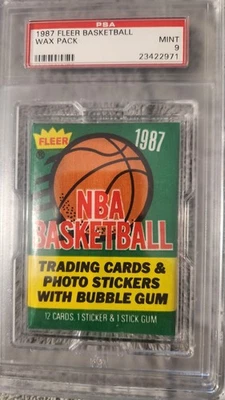 PSA
1987 FLEER BASKETBALL
WAX PACK
MINT
9
23422971
FLEER
1987
NBA
BASKETBALL
TRADING CARDS &
PHOTO STICKERS
WITH BUBBLE GUM
12 CARDS, 1 STICKER & 1 STICK GUM